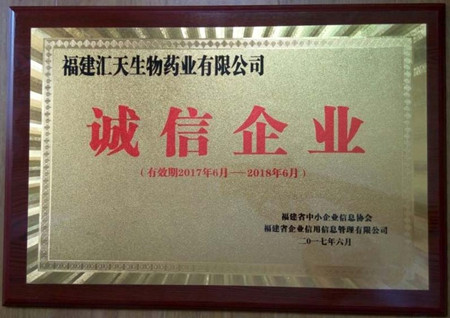 福建汇天生物药业有限公司
诚信企业
(有效期2017年6月——2018年6月)
福建省中小企业信息协会
福建省企业信用信息管理有限公司
二〇一七年六月